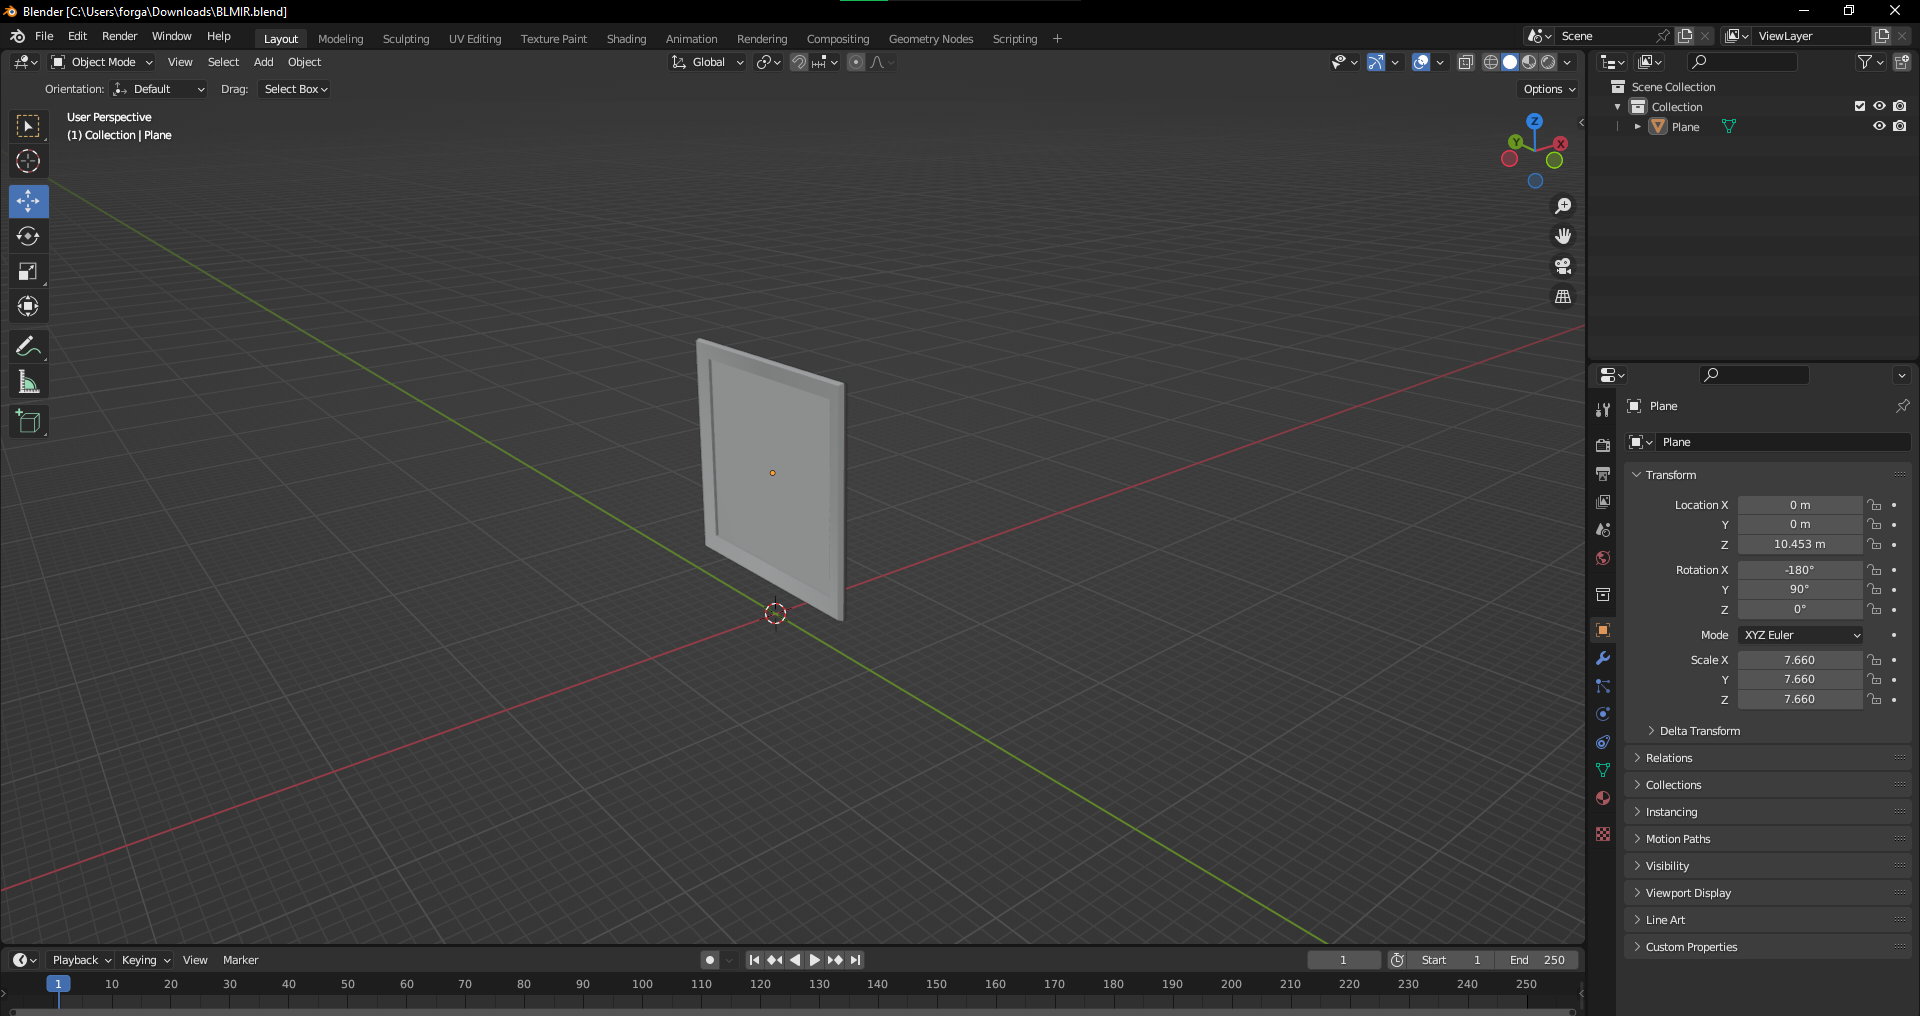 Blender [C:\Users\forga\Downloads\BLMIR.blend]
File Edit Render Window Help Layout Modeling Sculpting UV Editing Texture Paint Shading Animation Rendering Compositing Geometry Nodes Scripting + Scene ViewLayer
Object Mode View Select Add Object Global
Orientation: Default Drag: Select Box Options
User Perspective
(1) Collection | Plane
Z
Y X
Scene Collection
Collection
Plane
Plane
Plane
Transform
Location X 0 m
Y 0 m
Z 10.453 m
Rotation X -180°
Y 90°
Z 0°
Mode XYZ Euler
Scale X 7.660
Y 7.660
Z 7.660
Delta Transform
Relations
Collections
Instancing
Motion Paths
Visibility
Viewport Display
Line Art
Custom Properties
Playback Keying View Marker 1 Start 1 End 250
1 10 20 30 40 50 60 70 80 90 100 110 120 130 140 150 160 170 180 190 200 210 220 230 240 250